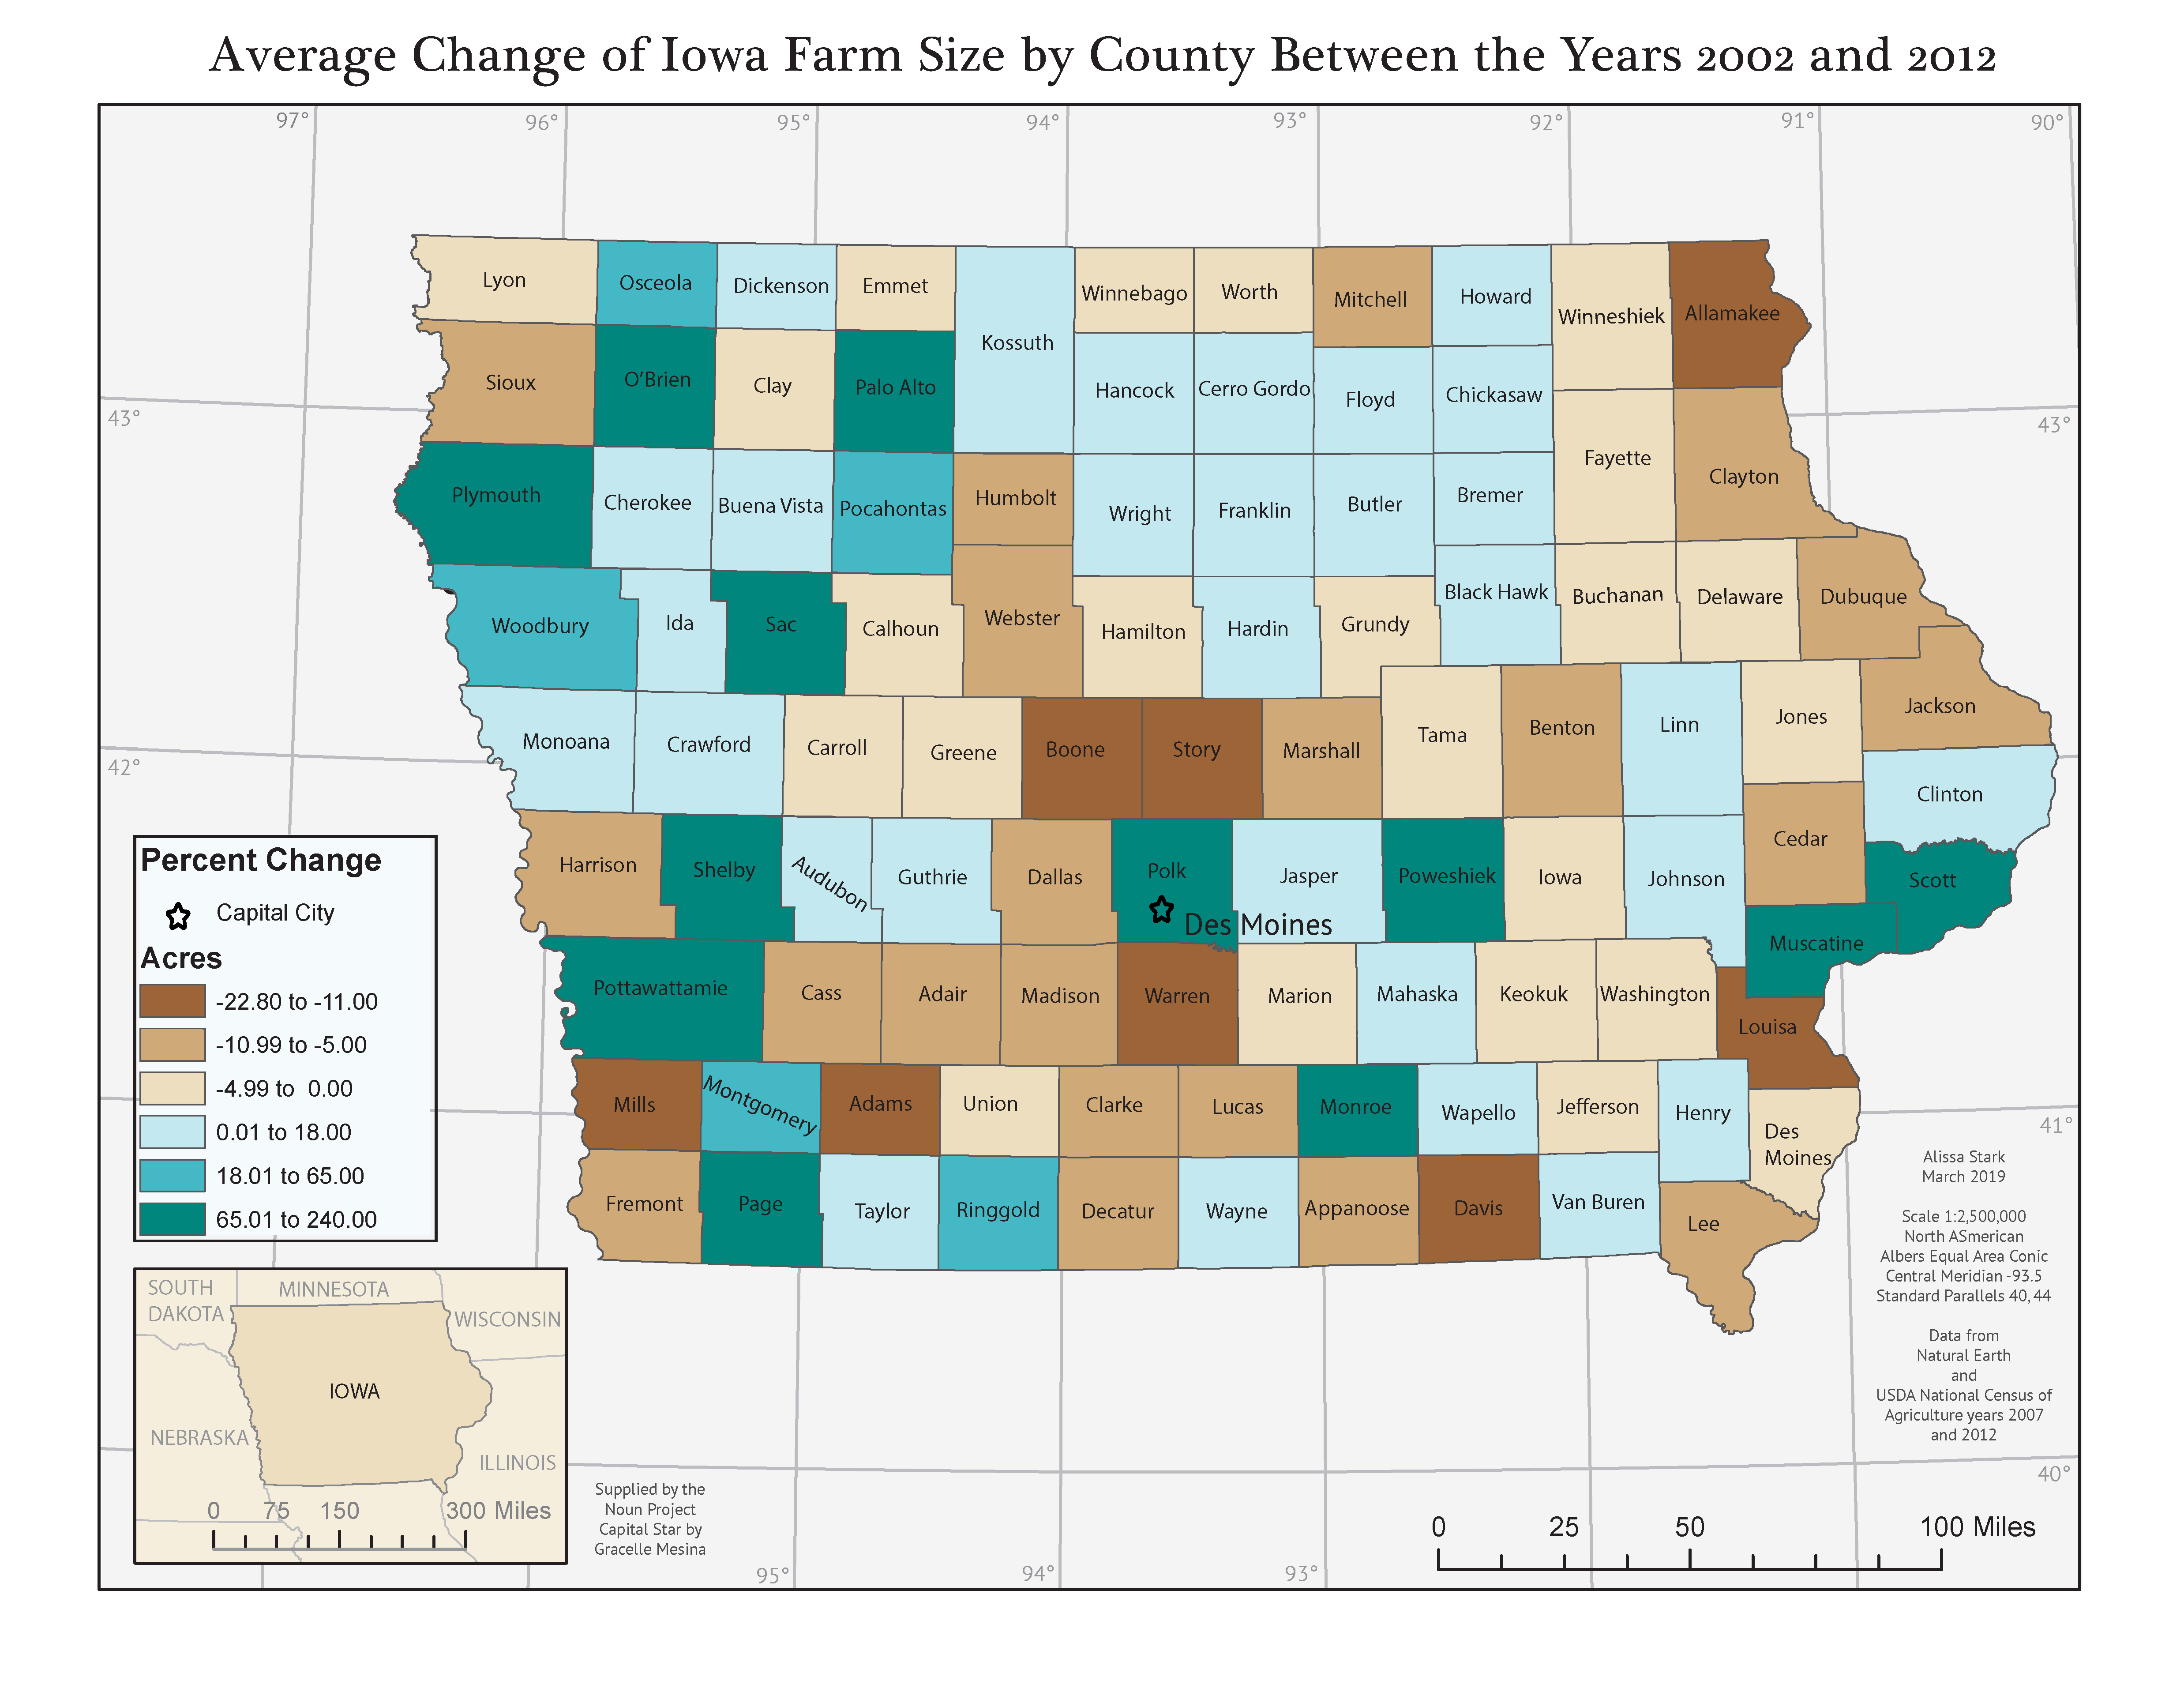 Average Change of Iowa Farm Size by County Between the Years 2002 and 2012
97° 96° 95° 94° 93° 92° 91° 90°
Lyon Osceola Dickenson Emmet Kossuth Winnebago Worth Mitchell Howard Winneshiek Allamakee
Sioux O'Brien Clay Palo Alto Hancock Cerro Gordo Floyd Chickasaw
43° 43°
Plymouth Cherokee Buena Vista Pocahontas Humbolt Wright Franklin Butler Bremer Fayette Clayton
Woodbury Ida Sac Calhoun Webster Hamilton Hardin Grundy Black Hawk Buchanan Delaware Dubuque
Monoana Crawford Carroll Greene Boone Story Marshall Tama Benton Linn Jones Jackson
42°
Clinton
Harrison Shelby Audubon Guthrie Dallas Polk Jasper Poweshiek Iowa Johnson Cedar Scott
Des Moines
Muscatine
Pottawattamie Cass Adair Madison Warren Marion Mahaska Keokuk Washington Louisa
Mills Montgomery Adams Union Clarke Lucas Monroe Wapello Jefferson Henry Des
Moines
41°
Fremont Page Taylor Ringgold Decatur Wayne Appanoose Davis Van Buren Lee
Percent Change
Capital City
Acres
-22.80 to -11.00
-10.99 to -5.00
-4.99 to 0.00
0.01 to 18.00
18.01 to 65.00
65.01 to 240.00
Alissa Stark
March 2019
Scale 1:2,500,000
North ASmerican
Albers Equal Area Conic
Central Meridian -93.5
Standard Parallels 40, 44
Data from
Natural Earth
and
USDA National Census of
Agriculture years 2007
and 2012
SOUTH
DAKOTA
MINNESOTA
WISCONSIN
IOWA
NEBRASKA
ILLINOIS
0 75 150 300 Miles
40°
Supplied by the
Noun Project
Capital Star by
Gracelle Mesina
0 25 50 100 Miles
95° 94° 93°